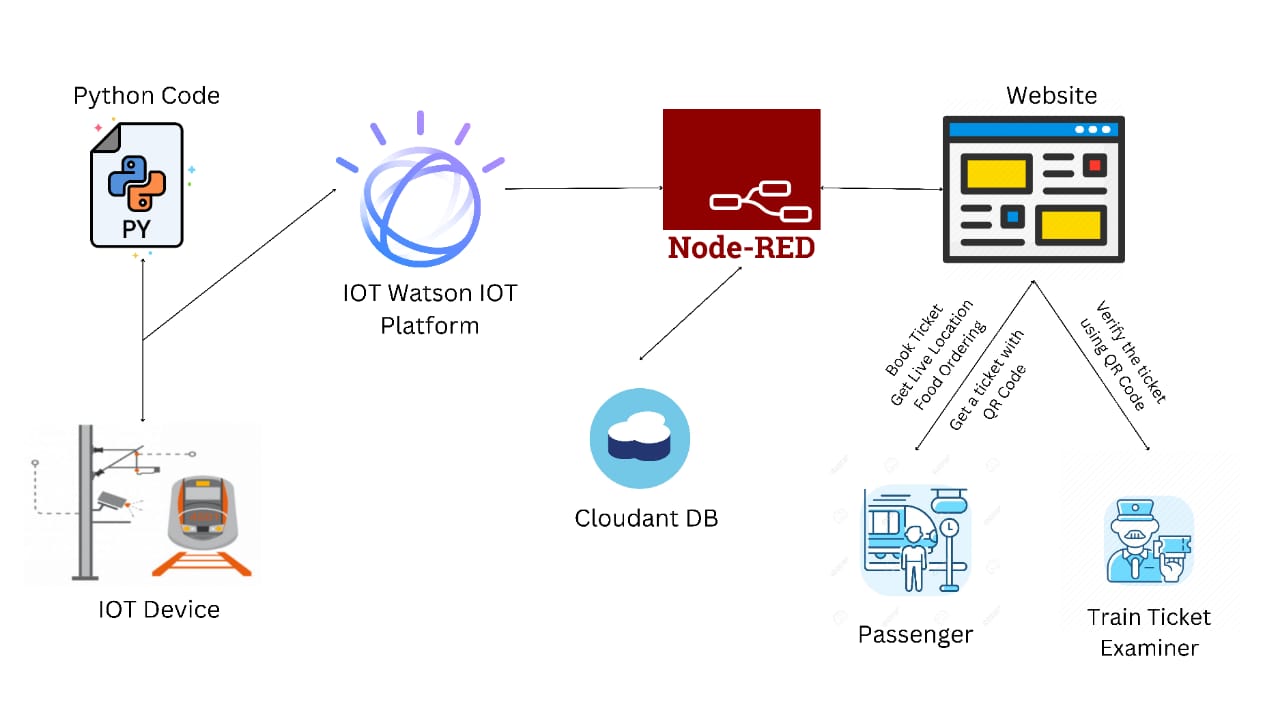 Python Code
PY
IOT Watson IOT
Platform
Node-RED
Website
Book Ticket
Get Live Location
Food Ordering
Get a ticket with
QR Code
Verify the ticket
using QR Code
Cloudant DB
IOT Device
Passenger
Train Ticket
Examiner